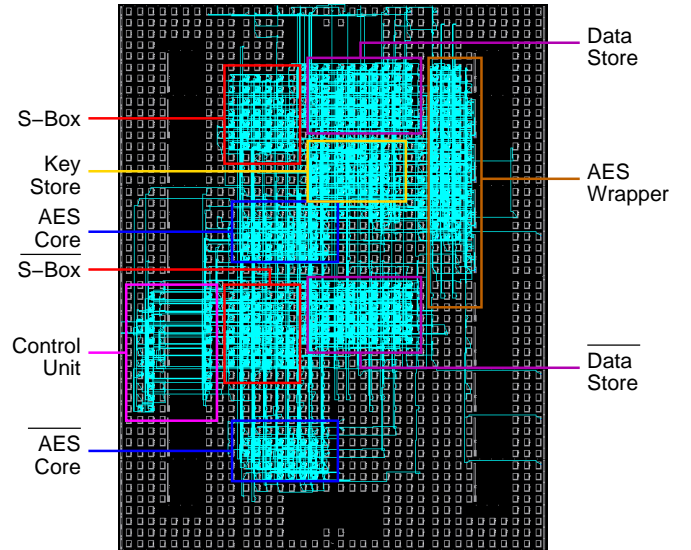 Data
Store
S−Box
Key
Store
AES
Wrapper
AES
Core
S−Box
Control
Unit
Data
Store
AES
Core